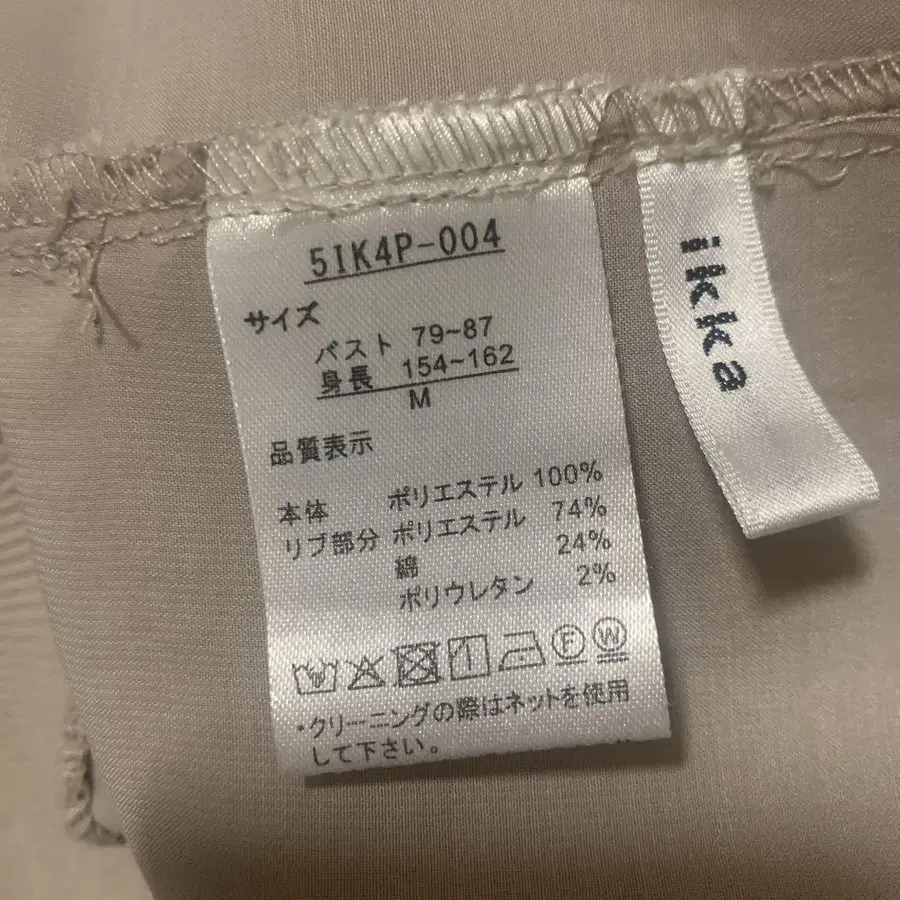 51K4P-004
サイズ
バスト 79~87
身長 154~162
M
品質表示
本体 ポリエステル 100%
リブ部分 ポリエステル 74%
綿 24%
ポリウレタン 2%
F W
・クリーニングの際はネットを使用
して下さい。
ikka